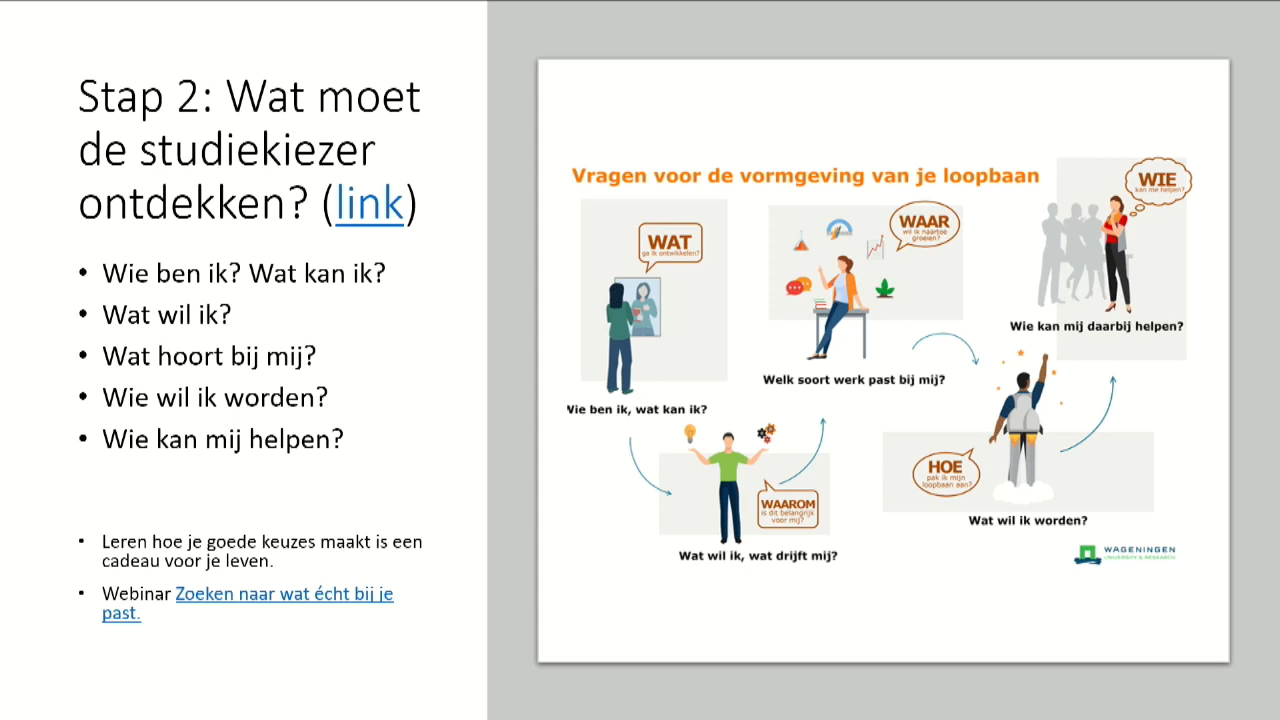 Stap 2: Wat moet
de studiekiezer
ontdekken? (link)
• Wie ben ik? Wat kan ik?
• Wat wil ik?
• Wat hoort bij mij?
• Wie wil ik worden?
• Wie kan mij helpen?
• Leren hoe je goede keuzes maakt is een
cadeau voor je leven.
• Webinar Zoeken naar wat écht bij je
past.
Vragen voor de vormgeving van je loopbaan
WAT
ga ik ontwikkelen?
Wie ben ik, wat kan ik?
WAAROM
is dit belangrijk
voor mij?
Wat wil ik, wat drijft mij?
WAAR
wil ik naartoe
groeien?
Welk soort werk past bij mij?
HOE
pak ik mijn
loopbaan aan?
Wat wil ik worden?
WIE
kan me helpen?
Wie kan mij daarbij helpen?
WAGENINGEN
UNIVERSITY & RESEARCH